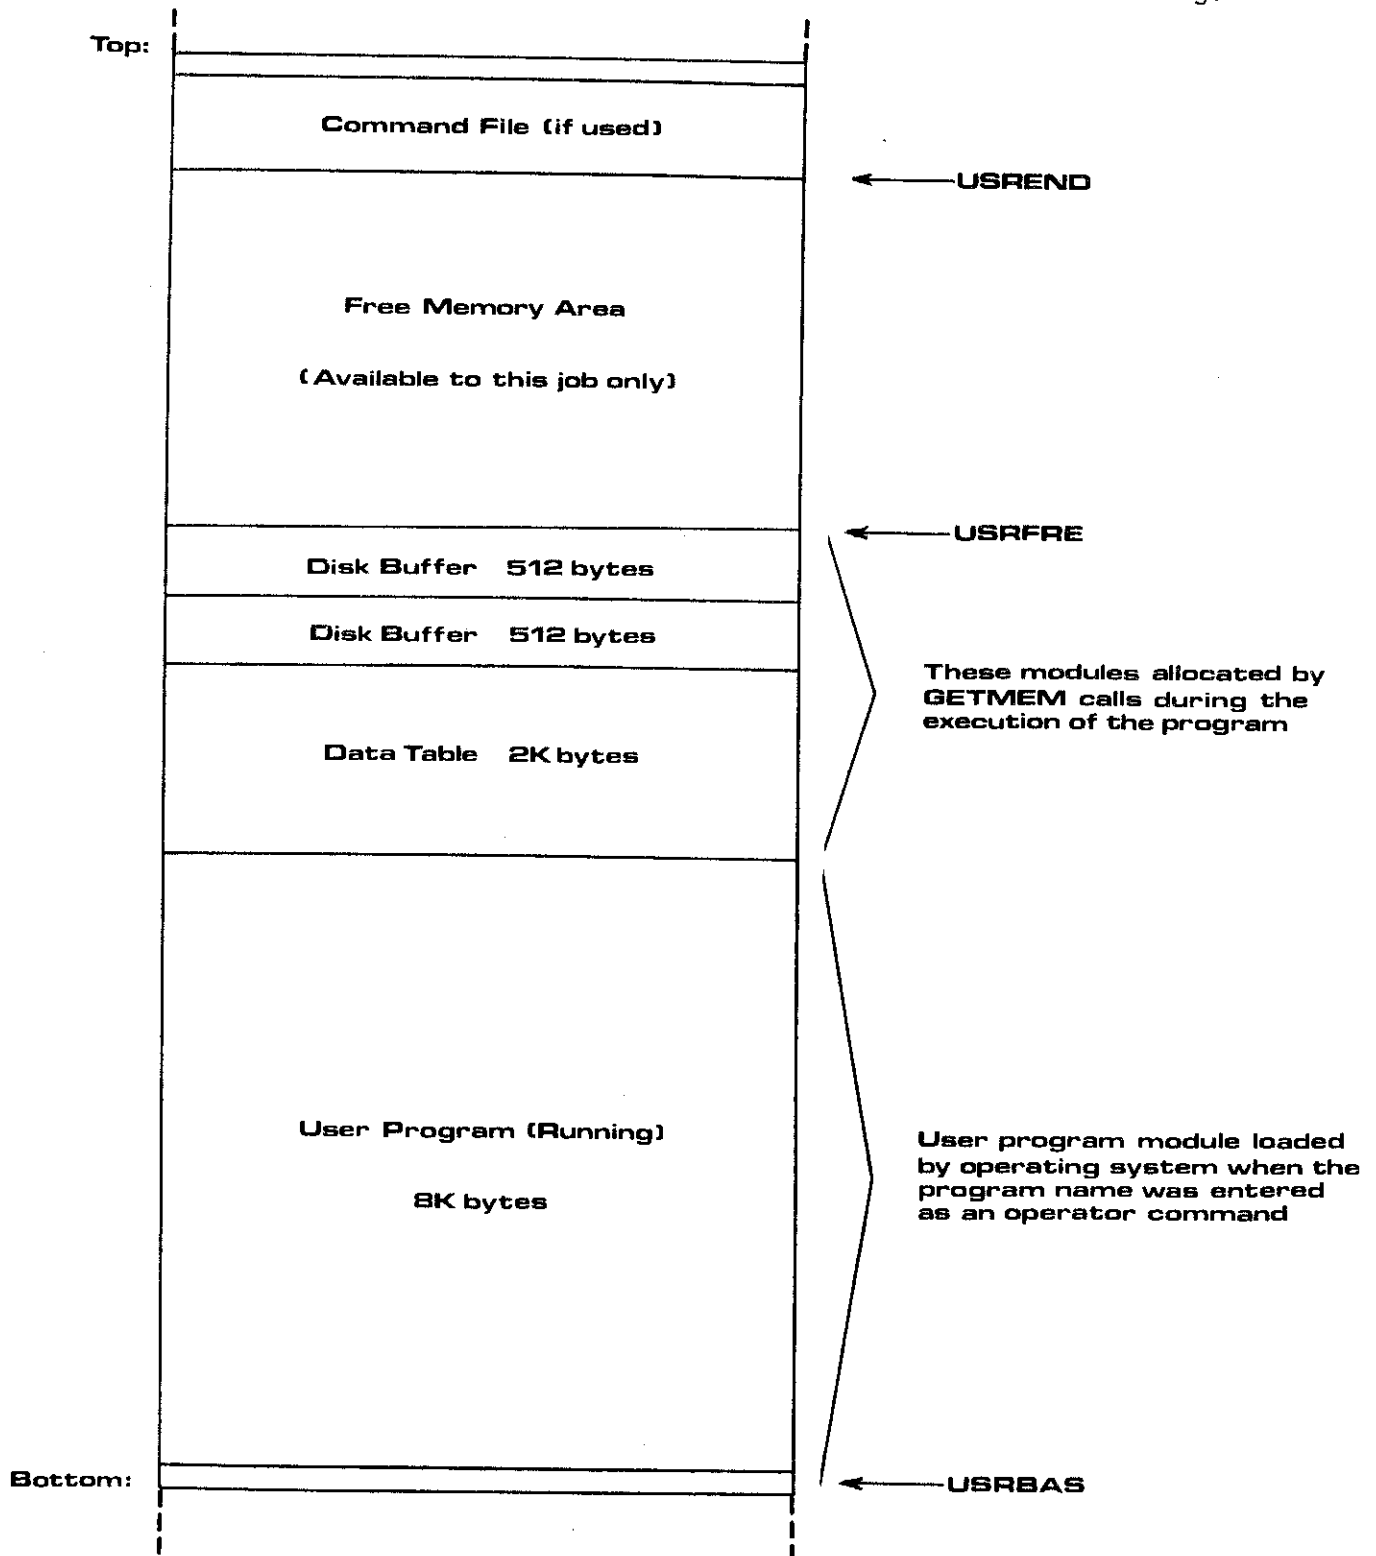 Top:
Command File (if used)
USREND
Free Memory Area
(Available to this job only)
USRFRE
Disk Buffer 512 bytes
Disk Buffer 512 bytes
These modules allocated by
GETMEM calls during the
execution of the program
Data Table 2K bytes
User Program (Running)
8K bytes
User program module loaded
by operating system when the
program name was entered
as an operator command
Bottom:
USRBAS